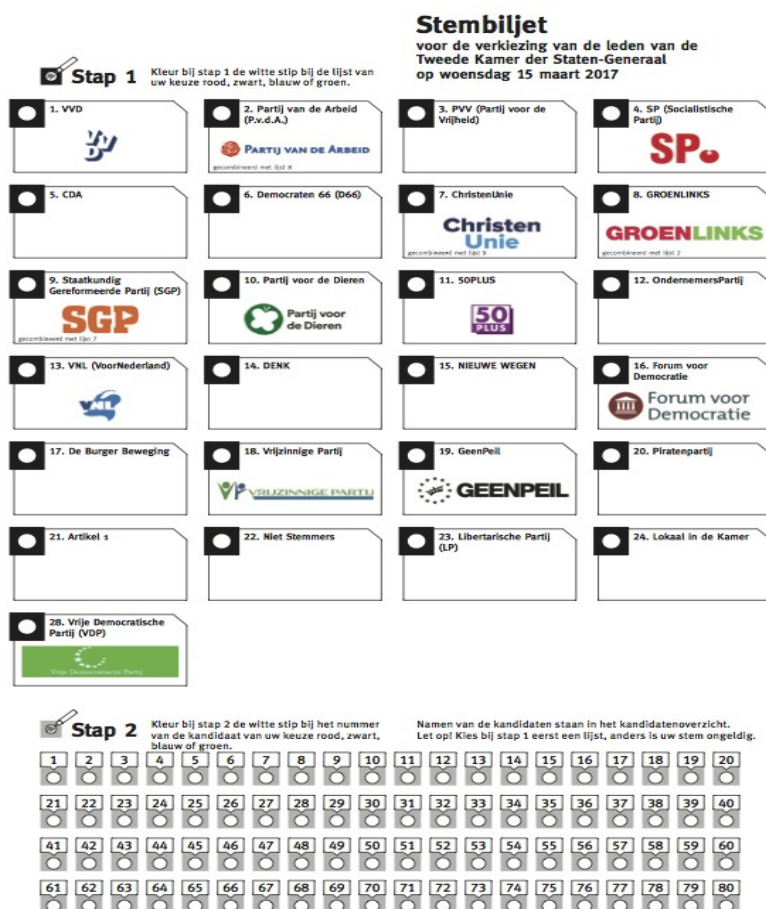 Stembiljet
voor de verkiezing van de leden van de
Tweede Kamer der Staten-Generaal
op woensdag 15 maart 2017
Stap 1
Kleur bij stap 1 de witte stip bij de lijst van
uw keuze rood, zwart, blauw of groen.
1. VVD
VVD
2. Partij van de Arbeid
(P.v.d.A.)
PARTIJ VAN DE ARBEID
gecombineerd met lijst 8
3. PVV (Partij voor de
Vrijheid)
4. SP (Socialistische
Partij)
SP.
5. CDA
6. Democraten 66 (D66)
7. ChristenUnie
Christen
Unie
gecombineerd met lijst 9
8. GROENLINKS
GROENLINKS
gecombineerd met lijst 2
9. Staatkundig
Gereformeerde Partij (SGP)
SGP
gecombineerd met lijst 7
10. Partij voor de Dieren
Partij voor
de Dieren
11. 50PLUS
50
PLUS
12. OndernemersPartij
13. VNL (VoorNederland)
VNL
14. DENK
15. NIEUWE WEGEN
16. Forum voor
Democratie
Forum voor
Democratie
17. De Burger Beweging
18. Vrijzinnige Partij
VP VRIJZINNIGE PARTIJ
19. GeenPeil
GEENPEIL
20. Piratenpartij
21. Artikel 1
22. Niet Stemmers
23. Libertarische Partij
(LP)
24. Lokaal in de Kamer
28. Vrije Democratische
Partij (VDP)
Vrije Democratische Partij
Stap 2
Kleur bij stap 2 de witte stip bij het nummer
van de kandidaat van uw keuze rood, zwart,
blauw of groen.
Namen van de kandidaten staan in het kandidatenoverzicht.
Let op! Kies bij stap 1 eerst een lijst, anders is uw stem ongeldig.
1 2 3 4 5 6 7 8 9 10 11 12 13 14 15 16 17 18 19 20
21 22 23 24 25 26 27 28 29 30 31 32 33 34 35 36 37 38 39 40
41 42 43 44 45 46 47 48 49 50 51 52 53 54 55 56 57 58 59 60
61 62 63 64 65 66 67 68 69 70 71 72 73 74 75 76 77 78 79 80